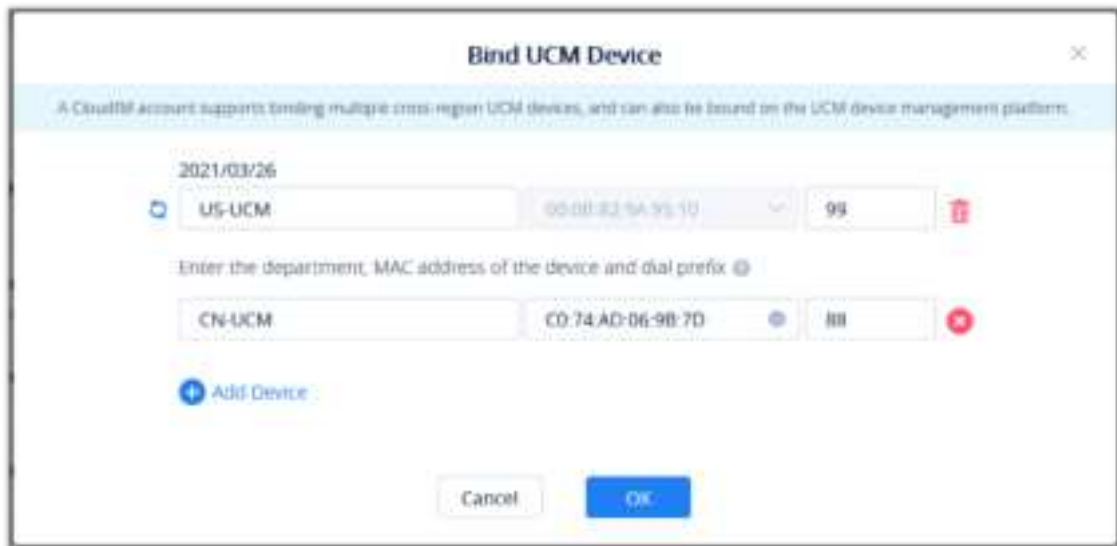 Bind UCM Device
A CloudIM account supports binding multiple cross-region UCM devices, and can also be bound on the UCM device management platform.
2021/03/26
US-UCM 99
Enter the department, MAC address of the device and dial prefix
CN-UCM C0:74:AD:06:9B:7D 88
Add Device
Cancel OK